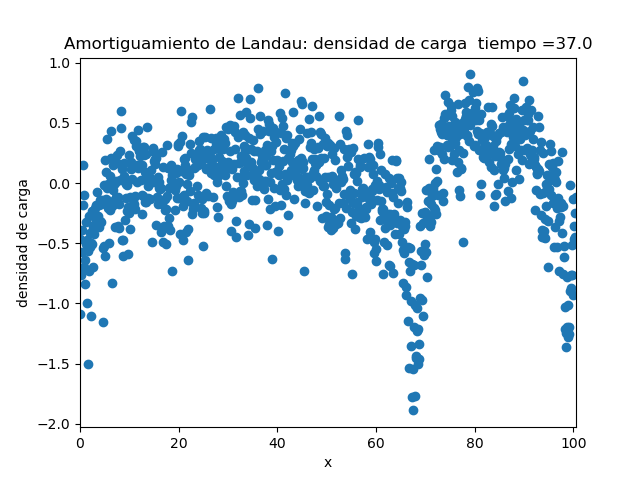 Amortiguamiento de Landau: densidad de carga  tiempo =37.0
1.0
0.5
0.0
−0.5
−1.0
−1.5
−2.0
densidad de carga
0 20 40 60 80 100
x